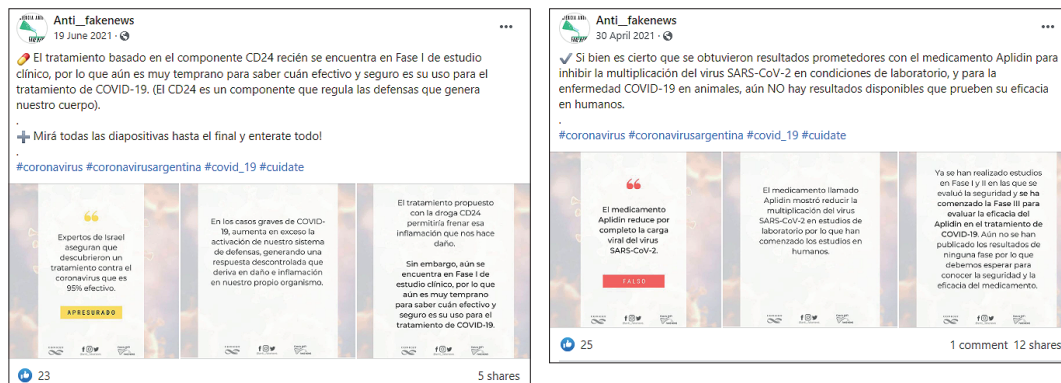 Anti__fakenews
19 June 2021
El tratamiento basado en el componente CD24 recién se encuentra en Fase I de estudio
clínico, por lo que aún es muy temprano para saber cuán efectivo y seguro es su uso para el
tratamiento de COVID-19. (El CD24 es un componente que regula las defensas que genera
nuestro cuerpo).
.
Mirá todas las diapositivas hasta el final y enterate todo!
.
#coronavirus #coronavirusargentina #covid_19 #cuidate
Expertos de Israel
aseguran que
descubrieron un
tratamiento contra el
coronavirus que es
95% efectivo.
APRESURADO
En los casos graves de COVID-
19, aumenta en exceso la
activación de nuestro sistema
de defensas, generando una
respuesta descontrolada que
deriva en daño e inflamación
en nuestro propio organismo.
El tratamiento propuesto
con la droga CD24
permitiría frenar esa
inflamación que nos hace
daño.
Sin embargo, aún se
encuentra en Fase I de
estudio clínico, por lo que
aún es muy temprano
para saber cuán efectivo y
seguro es su uso para el
tratamiento de COVID-19.
23
5 shares
Anti__fakenews
30 April 2021
Si bien es cierto que se obtuvieron resultados prometedores con el medicamento Aplidin para
inhibir la multiplicación del virus SARS-CoV-2 en condiciones de laboratorio, y para la
enfermedad COVID-19 en animales, aún NO hay resultados disponibles que prueben su eficacia
en humanos.
.
#coronavirus #coronavirusargentina #covid_19 #cuidate
El medicamento
Aplidin reduce por
completo la carga
viral del virus
SARS-CoV-2.
FALSO
El medicamento llamado
Aplidin mostró reducir la
multiplicación del virus
SARS-CoV-2 en estudios de
laboratorio por lo que han
comenzado los estudios en
humanos.
Ya se han realizado estudios
en Fase I y II en las que se
evaluó la seguridad y se ha
comenzado la Fase III para
evaluar la eficacia del
Aplidin en el tratamiento de
COVID-19. Aún no se han
publicado los resultados de
ninguna fase por lo que
debemos esperar para
conocer la seguridad y la
eficacia del medicamento.
25
1 comment 12 shares